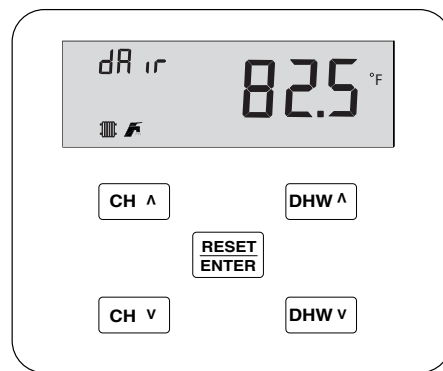 dAir
82.5 °F
CH ∧
DHW ∧
RESET
ENTER
CH ∨
DHW ∨